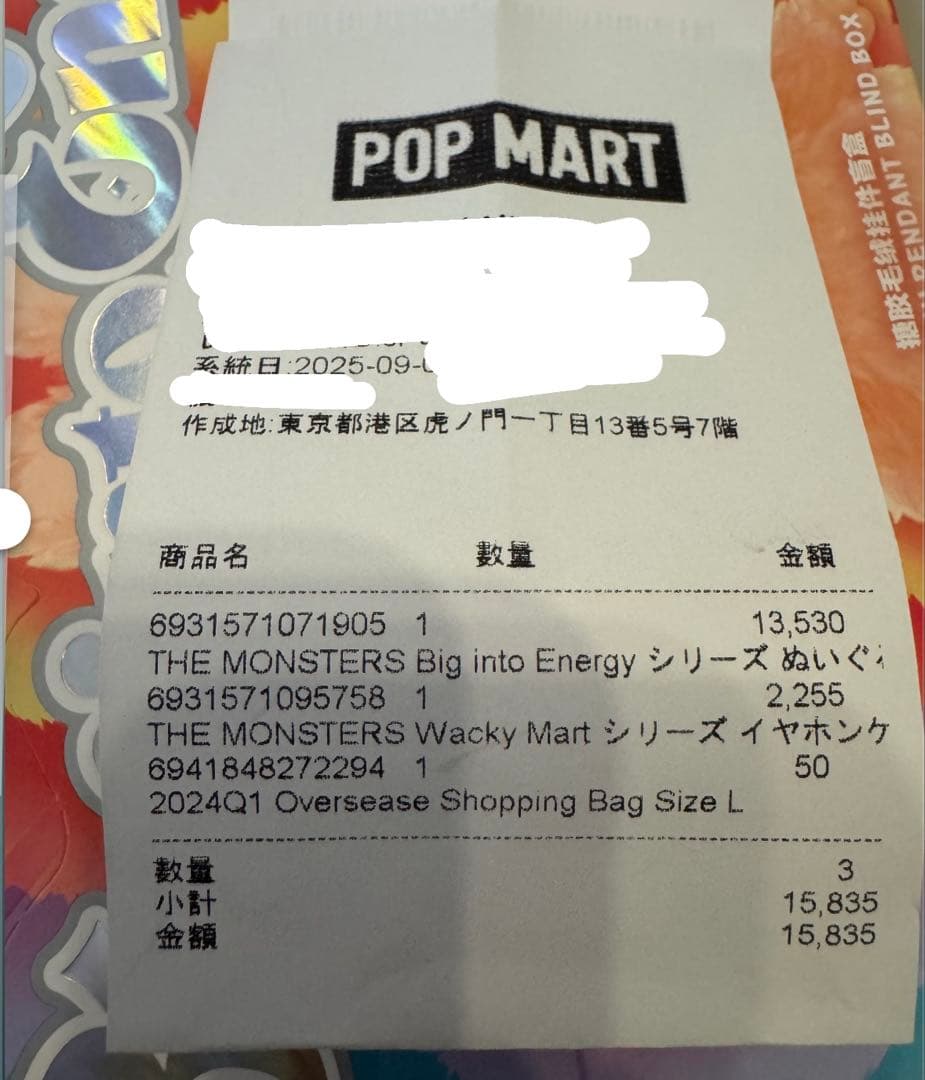 POP MART
系統日:2025-09-
作成地:東京都港区虎ノ門一丁目13番5号7階
商品名 數量 金額
6931571071905 1 13,530
THE MONSTERS Big into Energy シリーズ ぬいぐ
6931571095758 1 2,255
THE MONSTERS Wacky Mart シリーズ イヤホンケ
6941848272294 1 50
2024Q1 Oversease Shopping Bag Size L
數量 3
小計 15,835
金額 15,835
搪胶毛绒挂件盲盒
PENDANT BLIND BOX